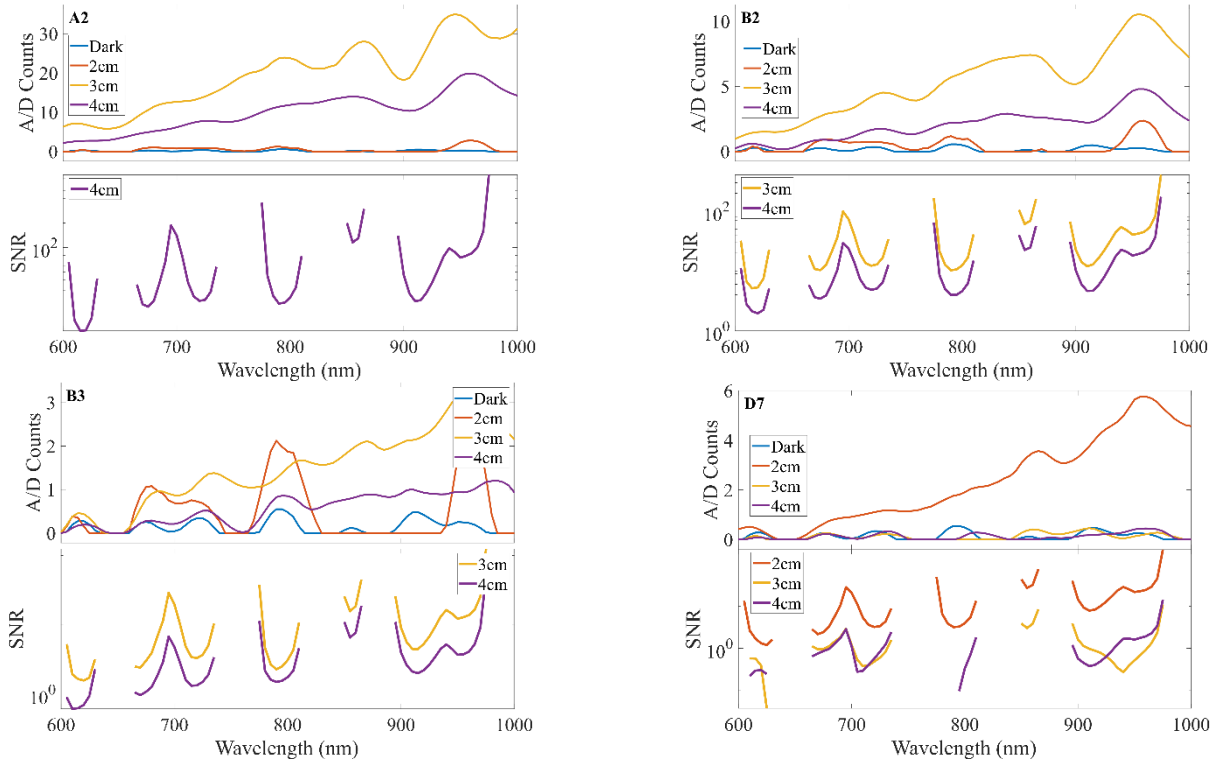 A2
A/D Counts
30
20
10
0
Dark
2cm
3cm
4cm
SNR
10²
4cm
600
700
800
900
1000
Wavelength (nm)
B2
A/D Counts
10
5
0
Dark
2cm
3cm
4cm
SNR
10²
10⁰
3cm
4cm
600
700
800
900
1000
Wavelength (nm)
B3
A/D Counts
3
2
1
0
Dark
2cm
3cm
4cm
SNR
10⁰
3cm
4cm
600
700
800
900
1000
Wavelength (nm)
D7
A/D Counts
6
4
2
0
Dark
2cm
3cm
4cm
SNR
10⁰
2cm
3cm
4cm
600
700
800
900
1000
Wavelength (nm)